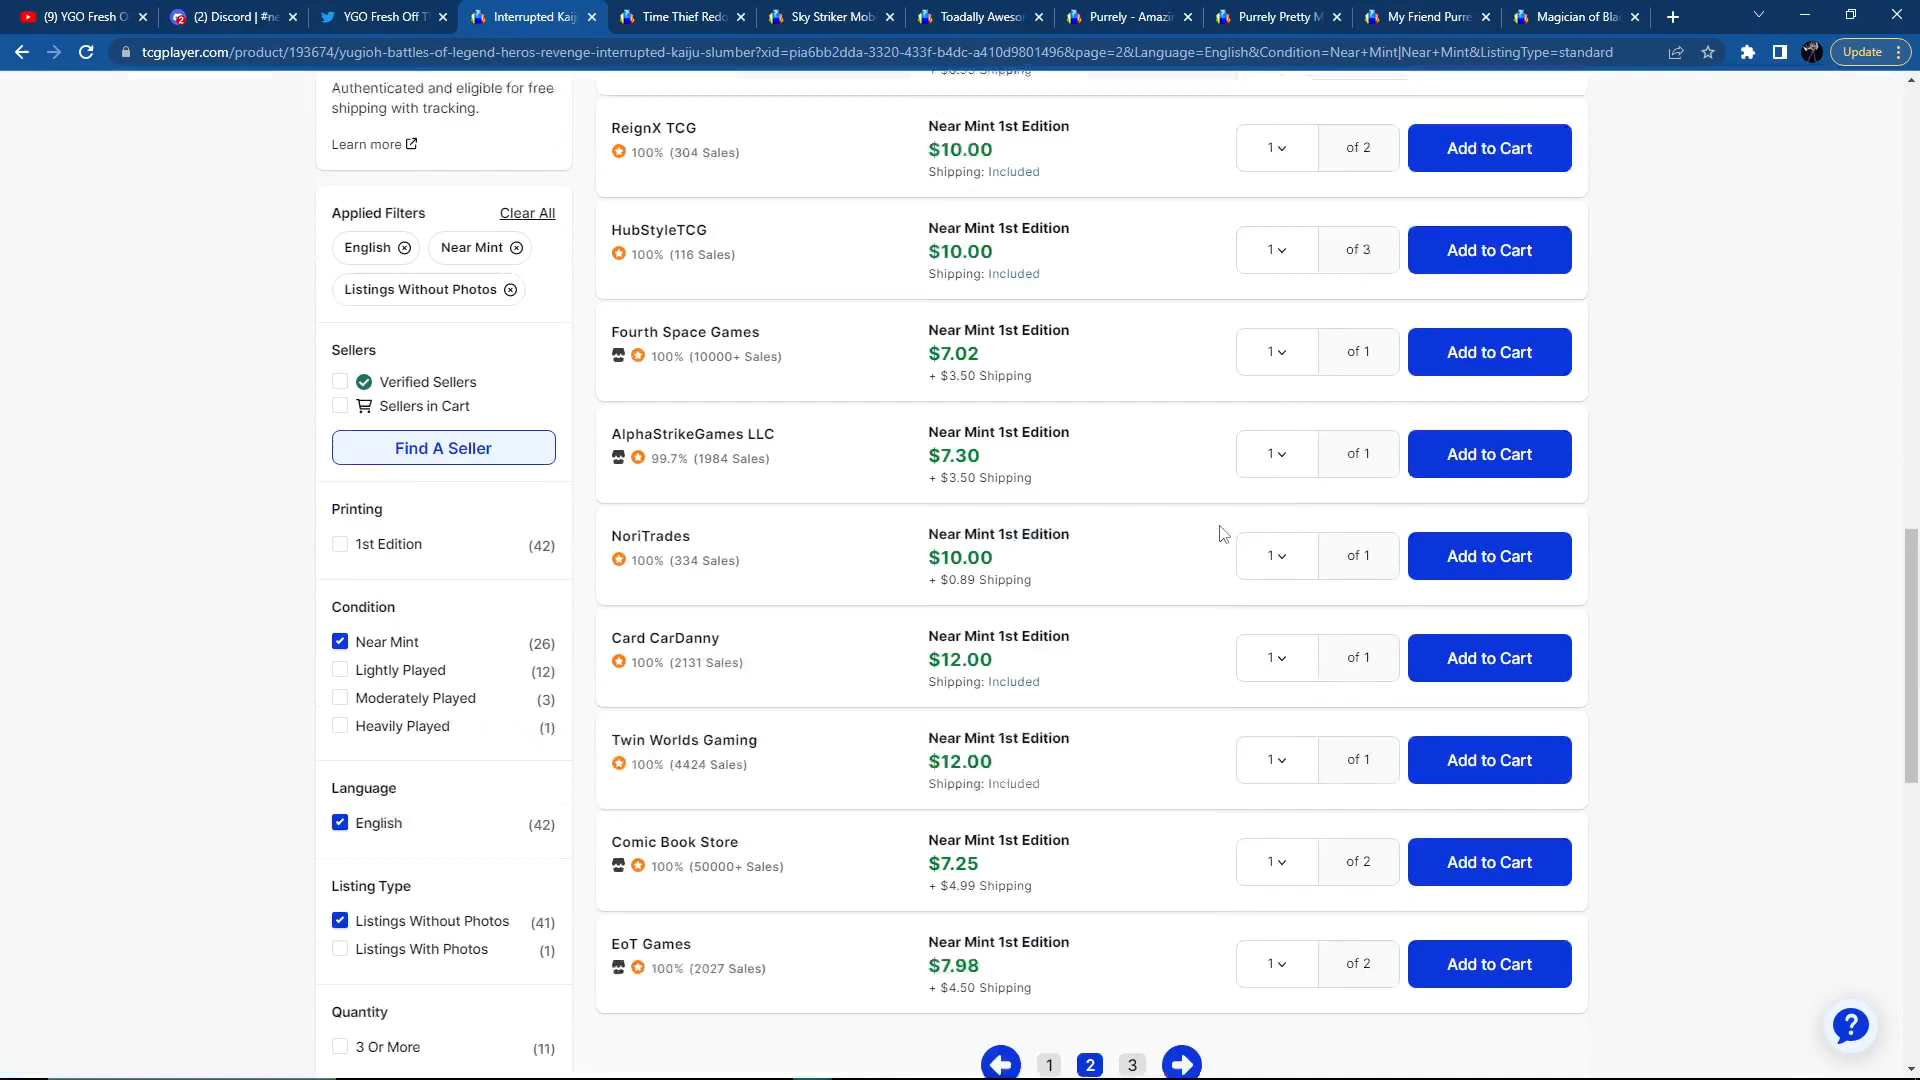 (9) YGO Fresh O
(2) Discord | #ne
YGO Fresh Off T
Interrupted Kaiju
Time Thief Redo
Sky Striker Mob
Toadally Awesom
Purrely - Amazin
Purrely Pretty M
My Friend Purre
Magician of Bla
tcgplayer.com/product/193674/yugioh-battles-of-legend-heros-revenge-interrupted-kaiju-slumber?xid=pia6bb2dda-3320-433f-b4dc-a410d9801496&page=2&Language=English&Condition=Near+Mint|Near+Mint&ListingType=standard
Update
Authenticated and eligible for free
shipping with tracking.
Learn more
Applied Filters Clear All
English Near Mint
Listings Without Photos
Sellers
Verified Sellers
Sellers in Cart
Find A Seller
Printing
1st Edition (42)
Condition
Near Mint (26)
Lightly Played (12)
Moderately Played (3)
Heavily Played (1)
Language
English (42)
Listing Type
Listings Without Photos (41)
Listings With Photos (1)
Quantity
3 Or More (11)
ReignX TCG
100% (304 Sales)
Near Mint 1st Edition
$10.00
Shipping: Included
1 of 2
Add to Cart
HubStyleTCG
100% (116 Sales)
Near Mint 1st Edition
$10.00
Shipping: Included
1 of 3
Add to Cart
Fourth Space Games
100% (10000+ Sales)
Near Mint 1st Edition
$7.02
+ $3.50 Shipping
1 of 1
Add to Cart
AlphaStrikeGames LLC
99.7% (1984 Sales)
Near Mint 1st Edition
$7.30
+ $3.50 Shipping
1 of 1
Add to Cart
NoriTrades
100% (334 Sales)
Near Mint 1st Edition
$10.00
+ $0.89 Shipping
1 of 1
Add to Cart
Card CarDanny
100% (2131 Sales)
Near Mint 1st Edition
$12.00
Shipping: Included
1 of 1
Add to Cart
Twin Worlds Gaming
100% (4424 Sales)
Near Mint 1st Edition
$12.00
Shipping: Included
1 of 1
Add to Cart
Comic Book Store
100% (50000+ Sales)
Near Mint 1st Edition
$7.25
+ $4.99 Shipping
1 of 2
Add to Cart
EoT Games
100% (2027 Sales)
Near Mint 1st Edition
$7.98
+ $4.50 Shipping
1 of 2
Add to Cart
1 2 3
?